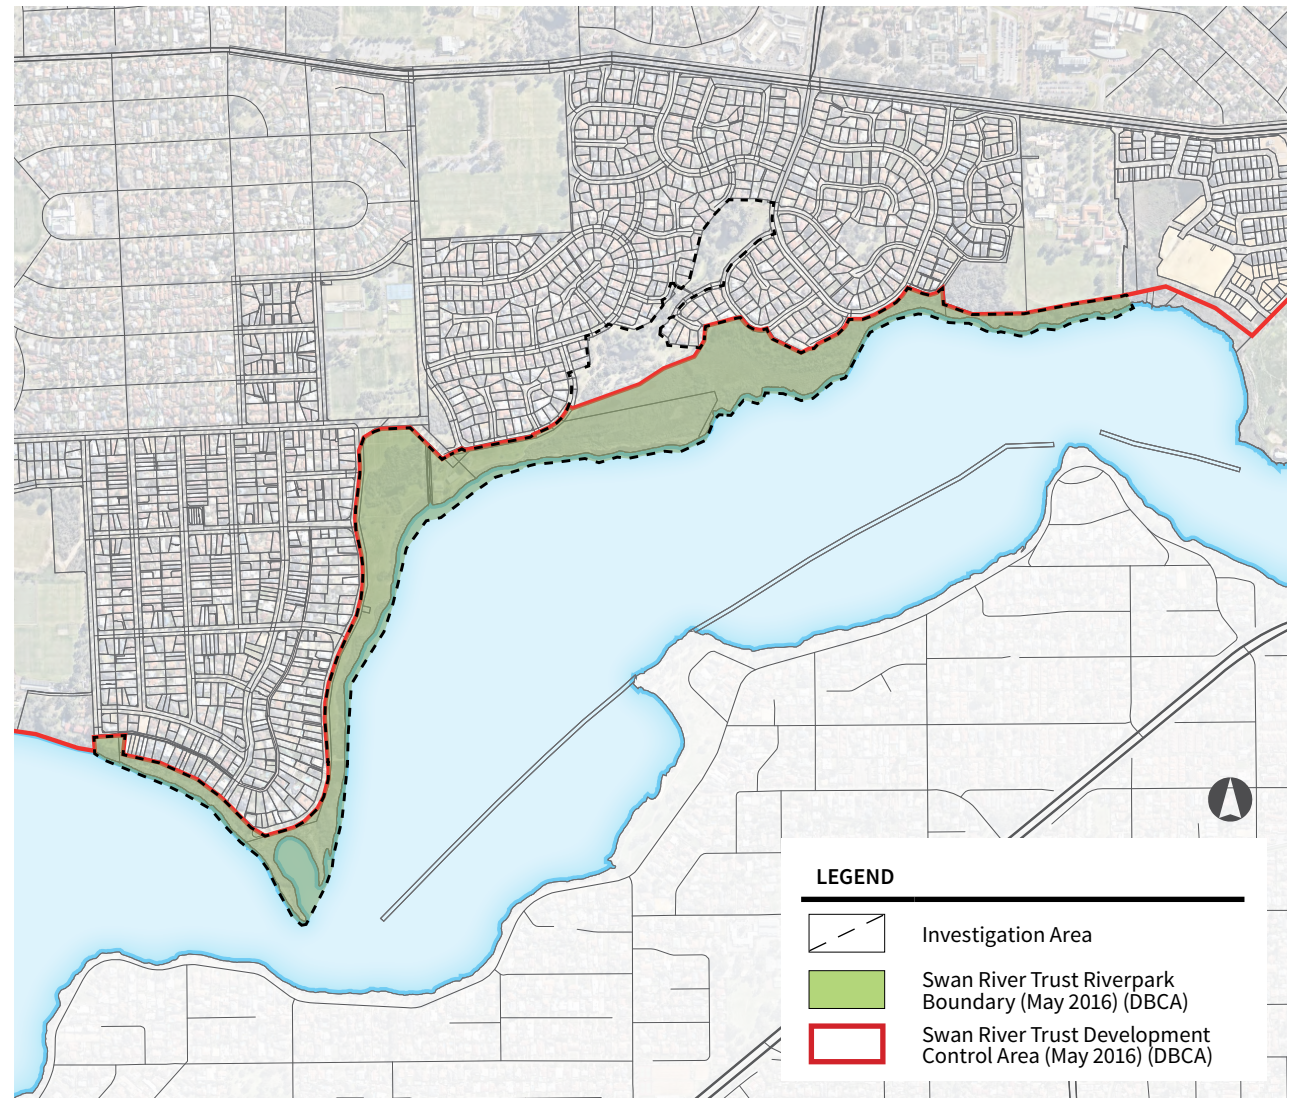 LEGEND
Investigation Area
Swan River Trust Riverpark
Boundary (May 2016) (DBCA)
Swan River Trust Development
Control Area (May 2016) (DBCA)